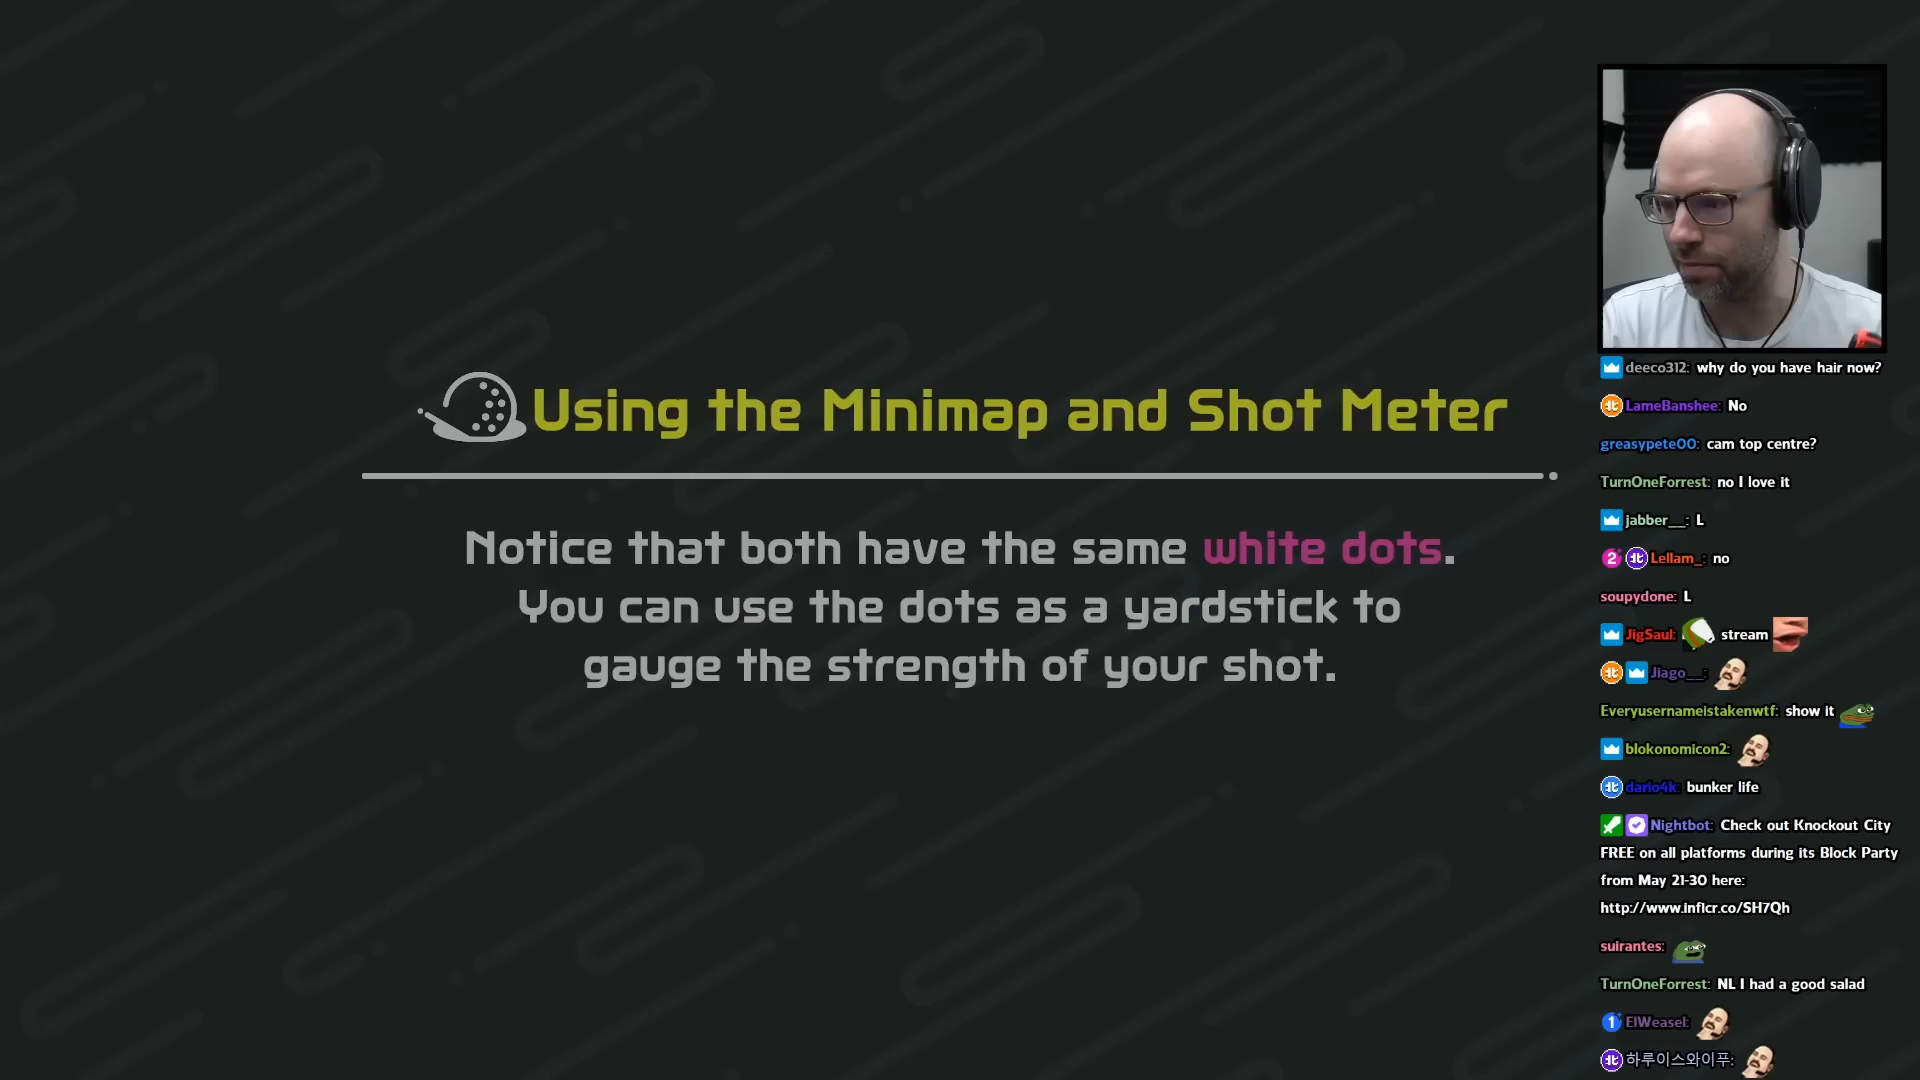 Using the Minimap and Shot Meter
Notice that both have the same white dots.
You can use the dots as a yardstick to
gauge the strength of your shot.
deeco312: why do you have hair now?
LameBanshee: No
greasypete00: cam top centre?
TurnOneForrest: no I love it
jabber__: L
2 Lellam_: no
soupydone: L
JigSaul: stream
Jiago__:
Everyusernameistakenwtf: show it
blokonomicon2:
dario4k: bunker life
Nightbot: Check out Knockout City
FREE on all platforms during its Block Party
from May 21-30 here:
http://www.inflcr.co/SH7Qh
suirantes:
TurnOneForrest: NL I had a good salad
1 ElWeasel:
하루이스와이푸: